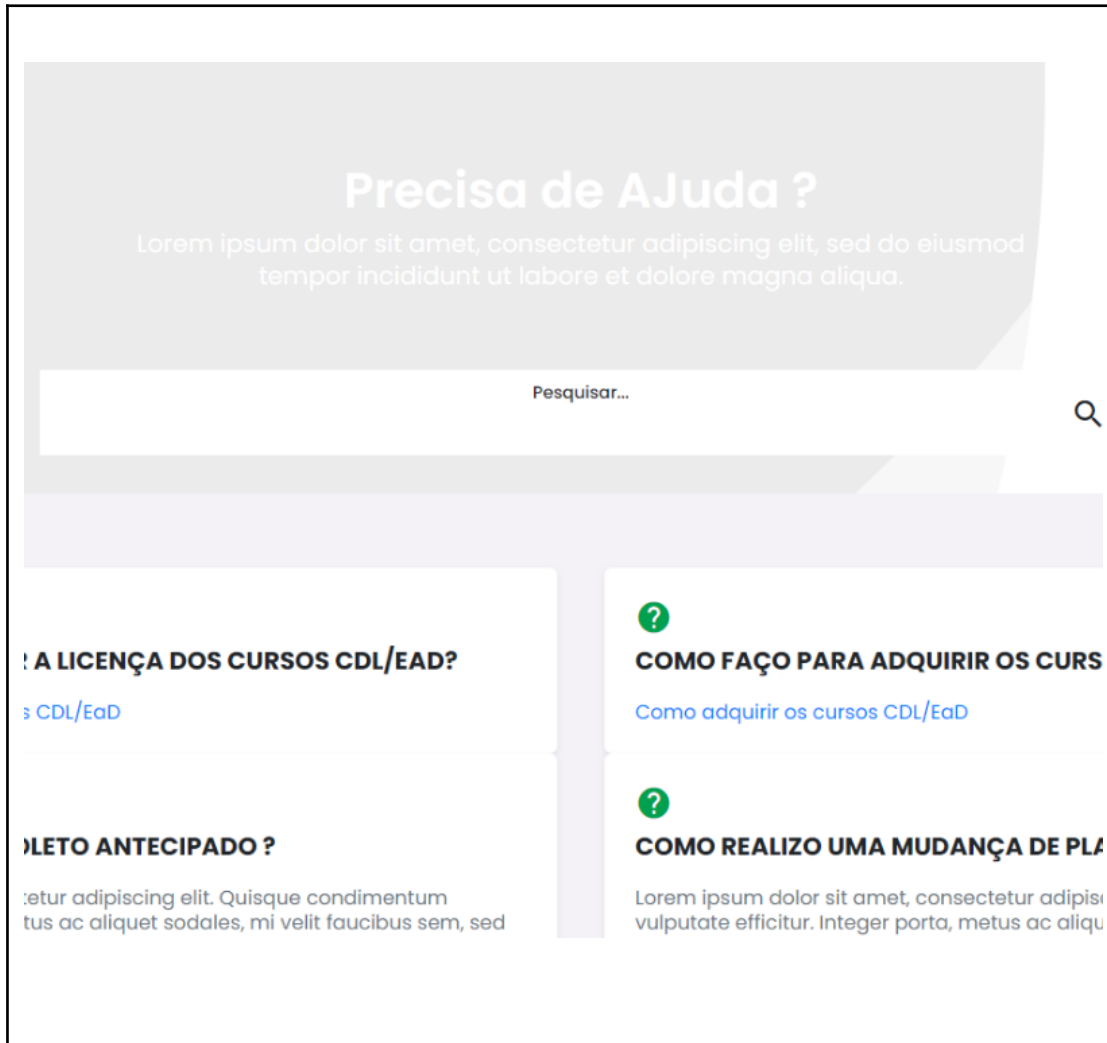 Precisa de AJuda ?
Lorem ipsum dolor sit amet, consectetur adipiscing elit, sed do eiusmod
tempor incididunt ut labore et dolore magna aliqua.
Pesquisar...
A LICENÇA DOS CURSOS CDL/EAD?
CDL/EaD
COMO FAÇO PARA ADQUIRIR OS CURS
Como adquirir os cursos CDL/EaD
LETO ANTECIPADO ?
etur adipiscing elit. Quisque condimentum
tus ac aliquet sodales, mi velit faucibus sem, sed
COMO REALIZO UMA MUDANÇA DE PLA
Lorem ipsum dolor sit amet, consectetur adipisc
vulputate efficitur. Integer porta, metus ac aliqu